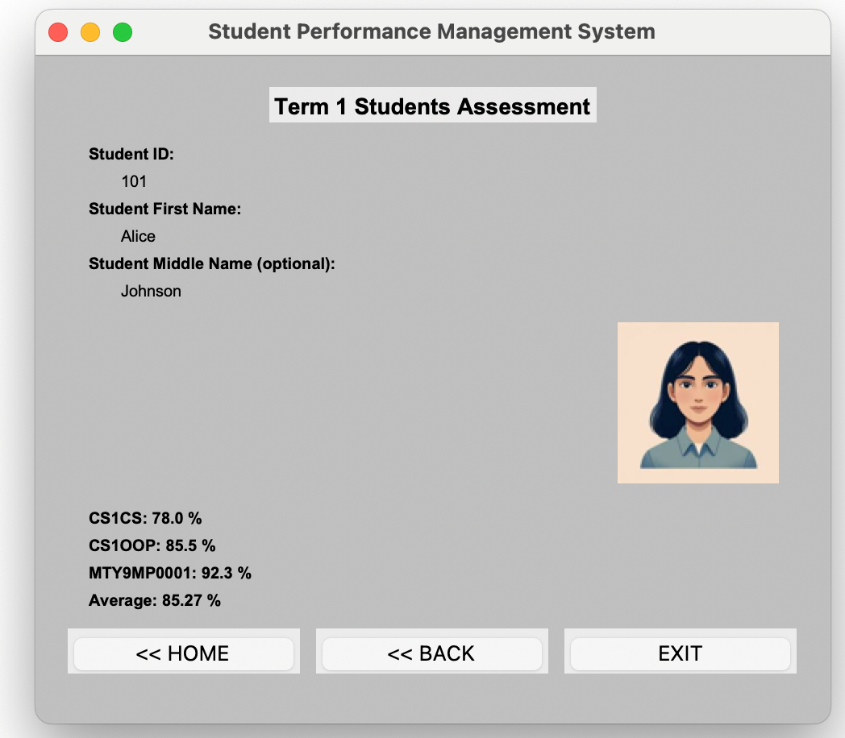 Student Performance Management System
Term 1 Students Assessment
Student ID:
101
Student First Name:
Alice
Student Middle Name (optional):
Johnson
CS1CS: 78.0 %
CS1OOP: 85.5 %
MTY9MP0001: 92.3 %
Average: 85.27 %
<< HOME
<< BACK
EXIT